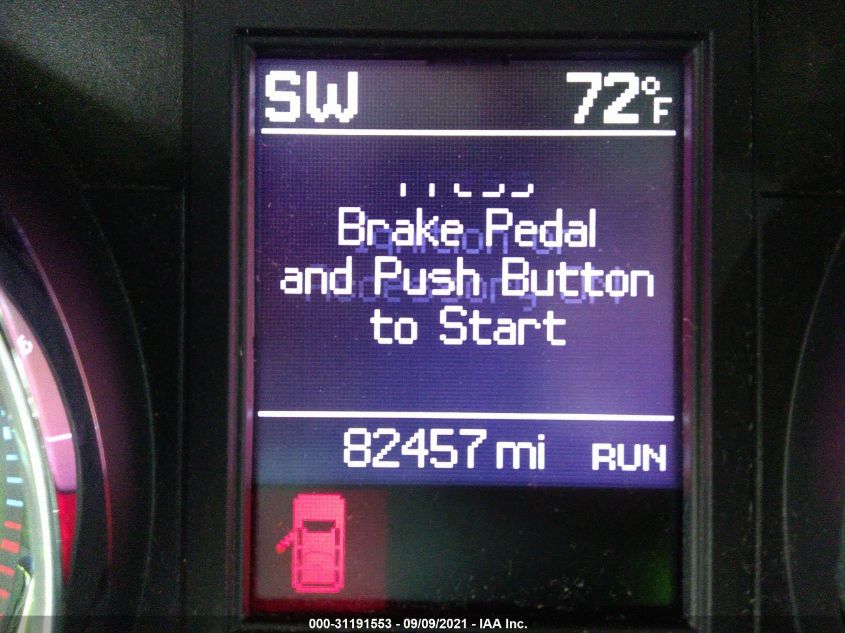 SW 72°F
Brake Pedal
and Push Button
to Start
82457 mi RUN
000-31191553 - 09/09/2021 - IAA Inc.